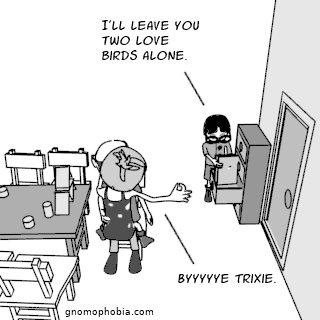 I'LL LEAVE YOU
TWO LOVE
BIRDS ALONE.
BYYYYYE TRIXIE.
gnomophobia.com